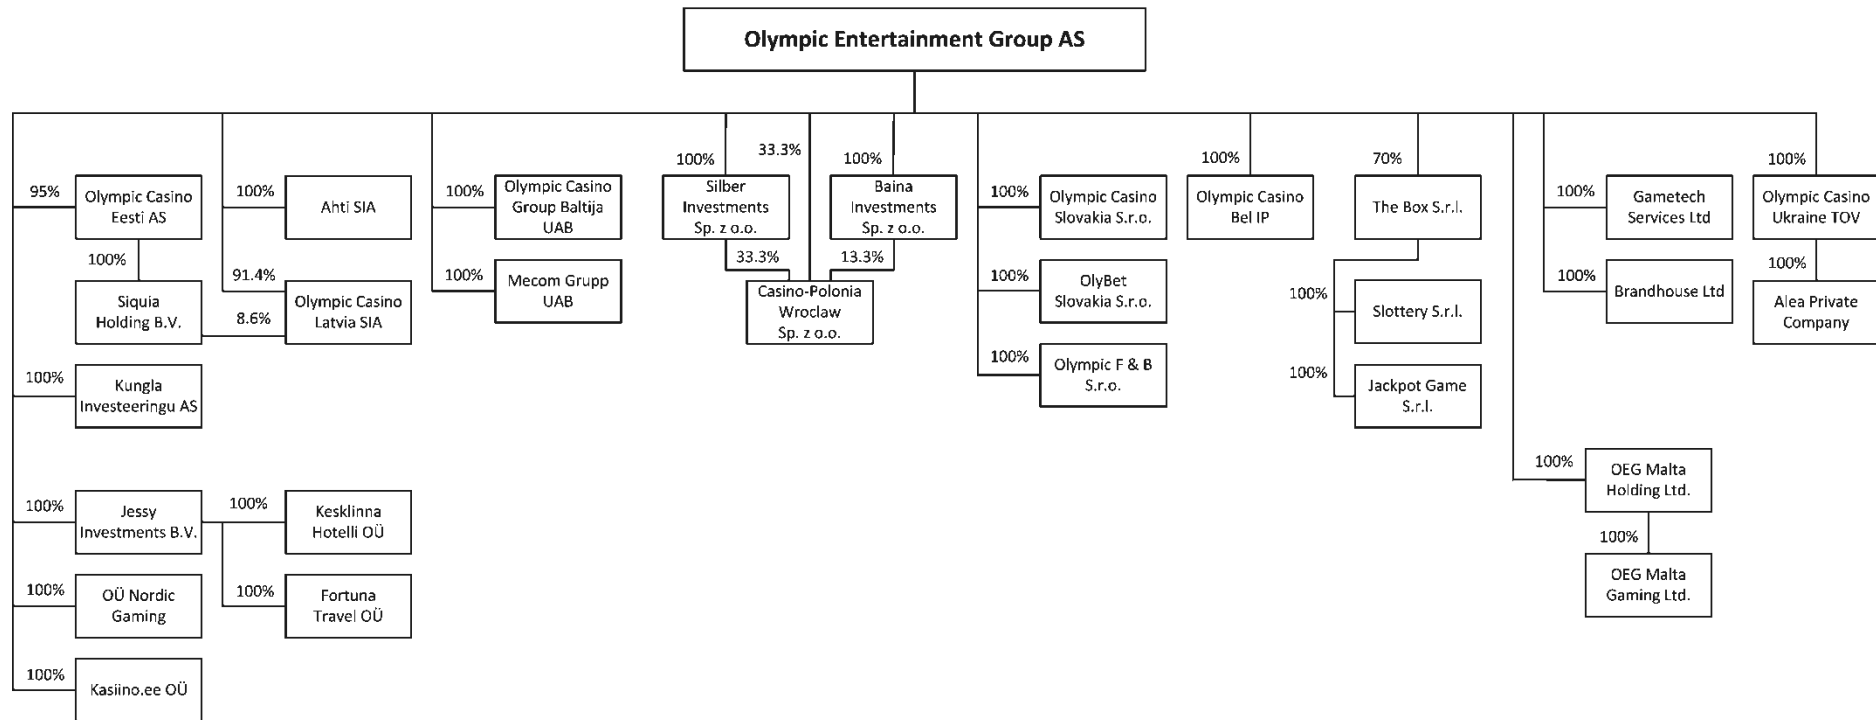 Olympic Entertainment Group AS
95%
Olympic Casino
Eesti AS
100%
Siquia
Holding B.V.
100%
Kungla
Investeeringu AS
100%
Jessy
Investments B.V.
100%
OÜ Nordic
Gaming
100%
Kasiino.ee OÜ
100%
Ahti SIA
91.4%
8.6%
Olympic Casino
Latvia SIA
100%
Kesklinna
Hotelli OÜ
100%
Fortuna
Travel OÜ
100%
Olympic Casino
Group Baltija
UAB
100%
Mecom Grupp
UAB
100%
Silber
Investments
Sp. z o.o.
33.3%
100%
Baina
Investments
Sp. z o.o.
33.3%
13.3%
Casino-Polonia
Wroclaw
Sp. z o.o.
100%
Olympic Casino
Slovakia S.r.o.
100%
OlyBet
Slovakia S.r.o.
100%
Olympic F & B
S.r.o.
100%
Olympic Casino
Bel IP
70%
The Box S.r.l.
100%
Slottery S.r.l.
100%
Jackpot Game
S.r.l.
100%
Gametech
Services Ltd
100%
Brandhouse Ltd
100%
OEG Malta
Holding Ltd.
100%
OEG Malta
Gaming Ltd.
100%
Olympic Casino
Ukraine TOV
100%
Alea Private
Company